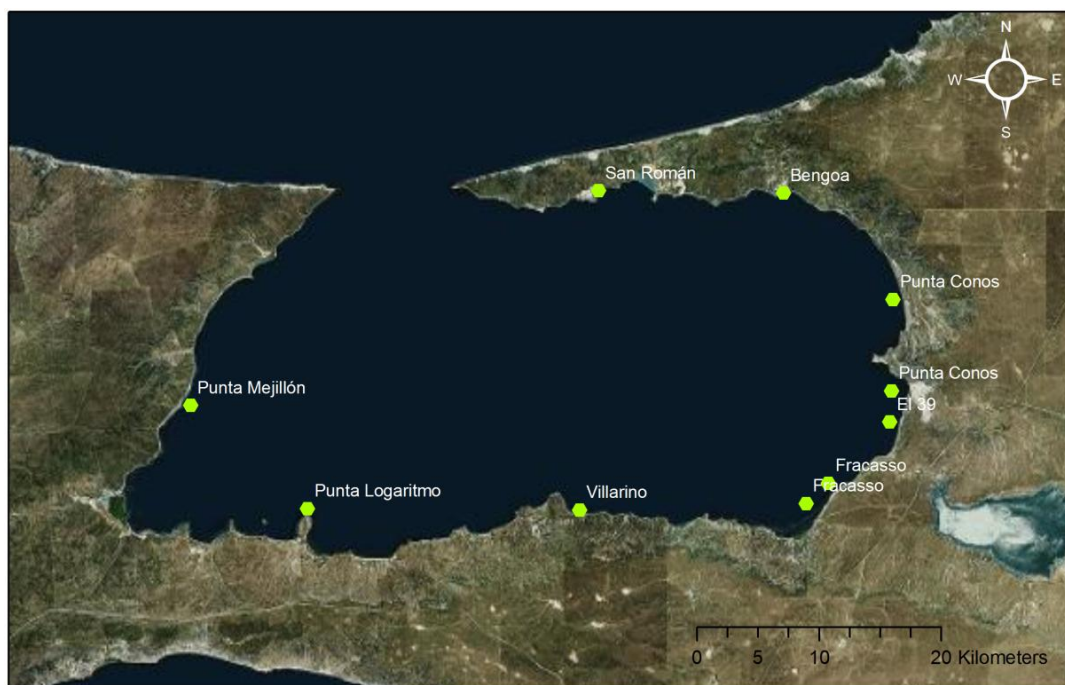 N
W E
S
San Román
Bengoa
Punta Conos
Punta Mejillón
Punta Conos
El 39
Fracasso
Punta Logaritmo
Villarino
Fracasso
0 5 10 20 Kilometers